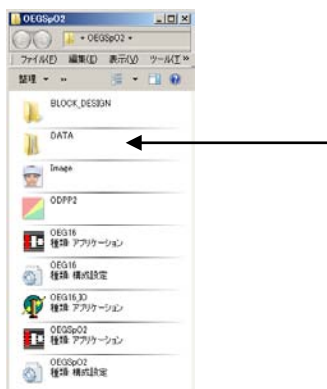 OEGSpO2
OEGSpO2
ファイル(F) 編集(E) 表示(V) ツール(T) »
整理 ▼ »
BLOCK_DESIGN
DATA
Image
ODPP2
OEG16
種類: アプリケーション
OEG16
種類: 構成設定
OEG16_IO
種類: アプリケーション
OEGSpO2
種類: アプリケーション
OEGSpO2
種類: 構成設定